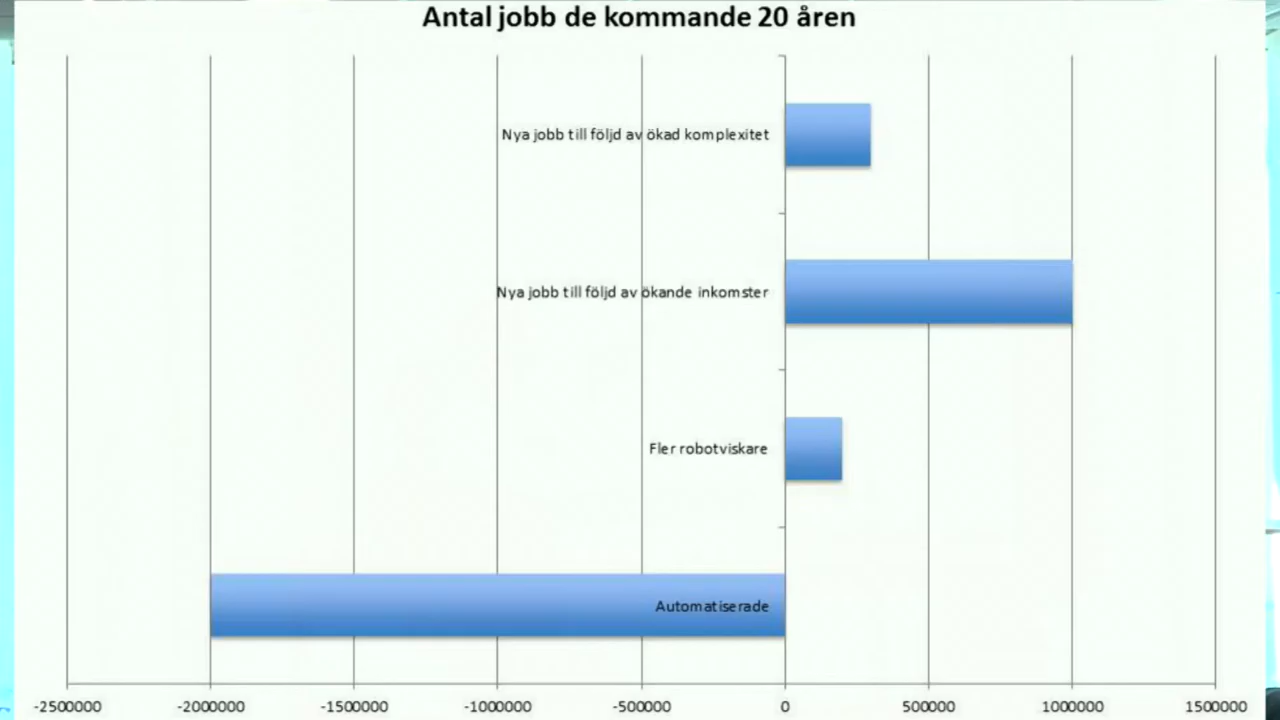 Antal jobb de kommande 20 åren
Nya jobb till följd av ökad komplexitet
Nya jobb till följd av ökande inkomster
Fler robotviskare
Automatiserade
-2500000 -2000000 -1500000 -1000000 -500000 0 500000 1000000 1500000